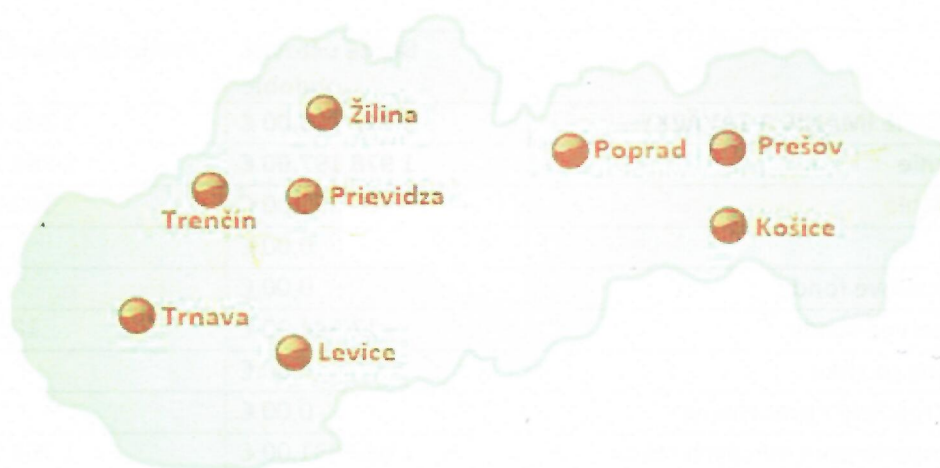 Žilina
Poprad
Prešov
Trenčín
Prievidza
Košice
Trnava
Levice